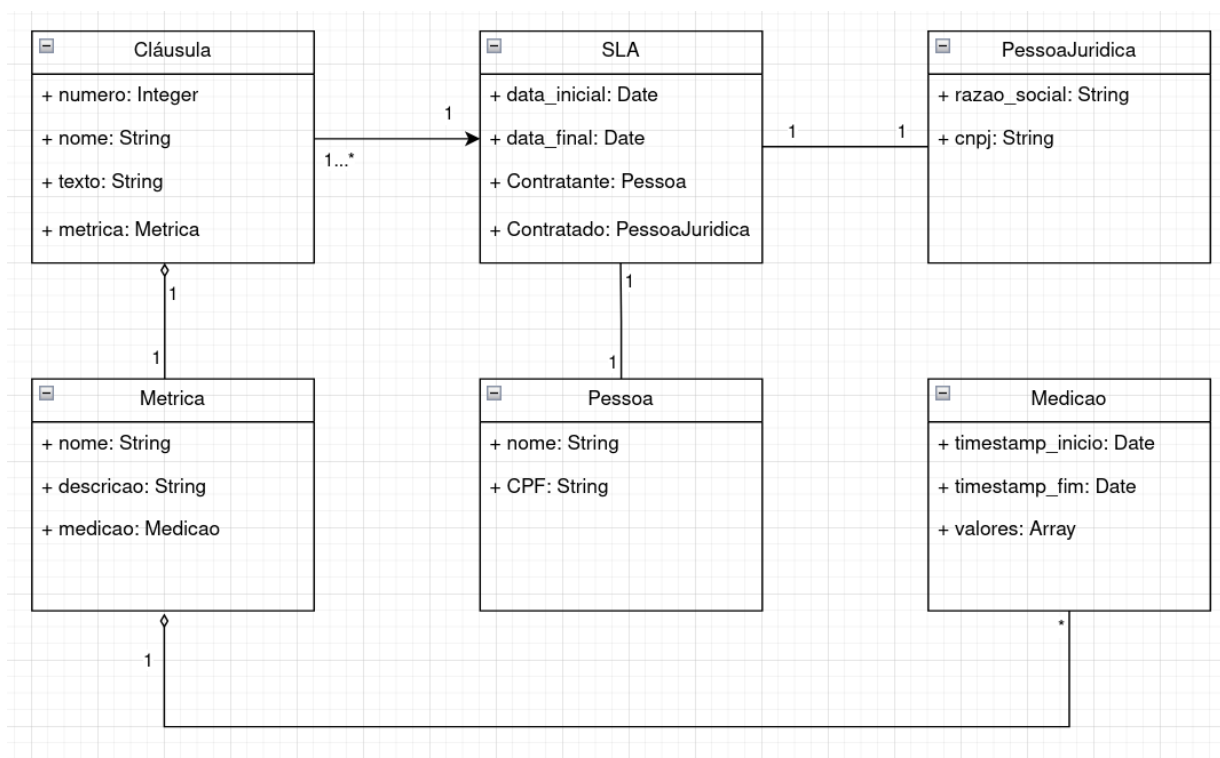 Cláusula
+ numero: Integer
+ nome: String
+ texto: String
+ metrica: Metrica
1
1...*
SLA
+ data_inicial: Date
+ data_final: Date
+ Contratante: Pessoa
+ Contratado: PessoaJuridica
1
1
PessoaJuridica
+ razao_social: String
+ cnpj: String
1
1
1
1
Metrica
+ nome: String
+ descricao: String
+ medicao: Medicao
Pessoa
+ nome: String
+ CPF: String
Medicao
+ timestamp_inicio: Date
+ timestamp_fim: Date
+ valores: Array
1
*